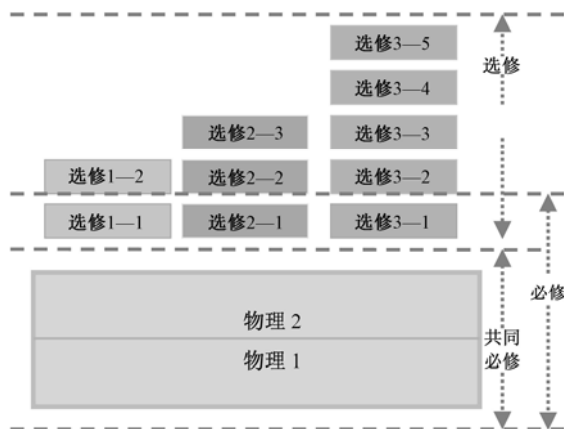 选修3—5
选修
选修3—4
选修2—3
选修3—3
选修1—2
选修2—2
选修3—2
选修1—1
选修2—1
选修3—1
必修
物理 2
共同
必修
物理 1